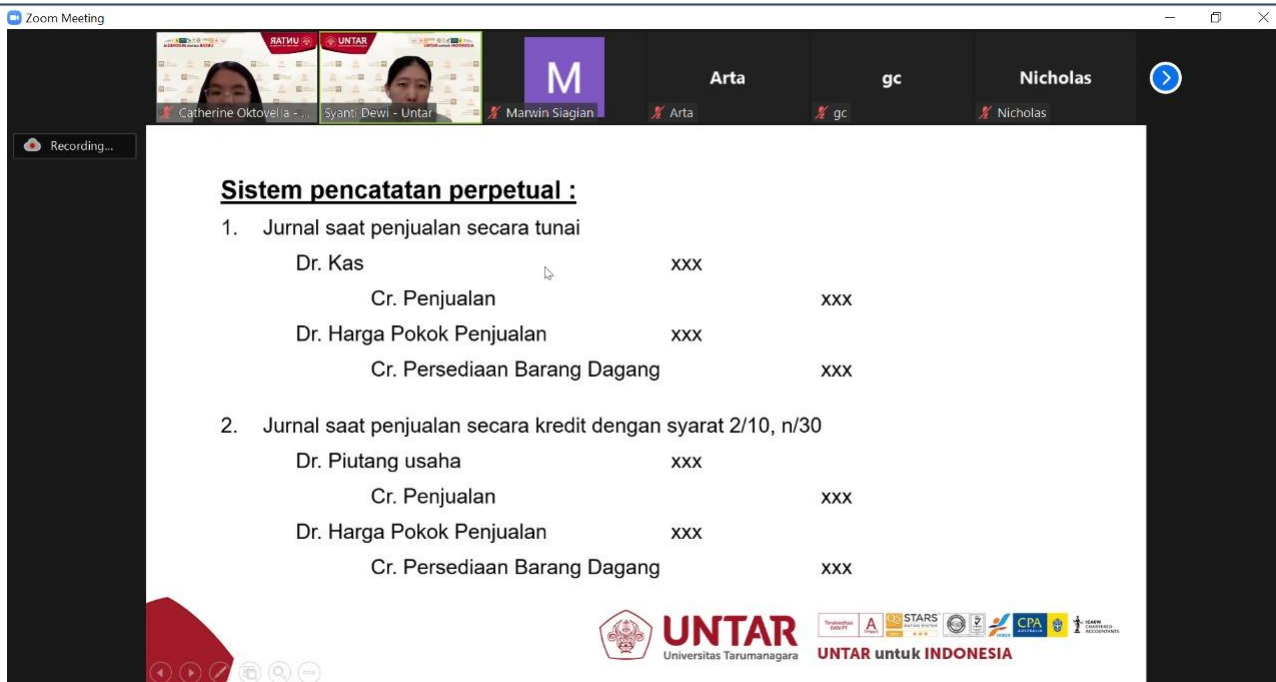 Zoom Meeting
UNTAR
UNTAR
M
Arta
gc
Nicholas
Catherine Oktovella - ...
Syanti Dewi - Untar
Marwin Siagian
Arta
gc
Nicholas
Recording...
Sistem pencatatan perpetual :
1. Jurnal saat penjualan secara tunai
Dr. Kas xxx
Cr. Penjualan xxx
Dr. Harga Pokok Penjualan xxx
Cr. Persediaan Barang Dagang xxx
2. Jurnal saat penjualan secara kredit dengan syarat 2/10, n/30
Dr. Piutang usaha xxx
Cr. Penjualan xxx
Dr. Harga Pokok Penjualan xxx
Cr. Persediaan Barang Dagang xxx
UNTAR
Universitas Tarumanagara
A
STARS
CPA
UNTAR untuk INDONESIA